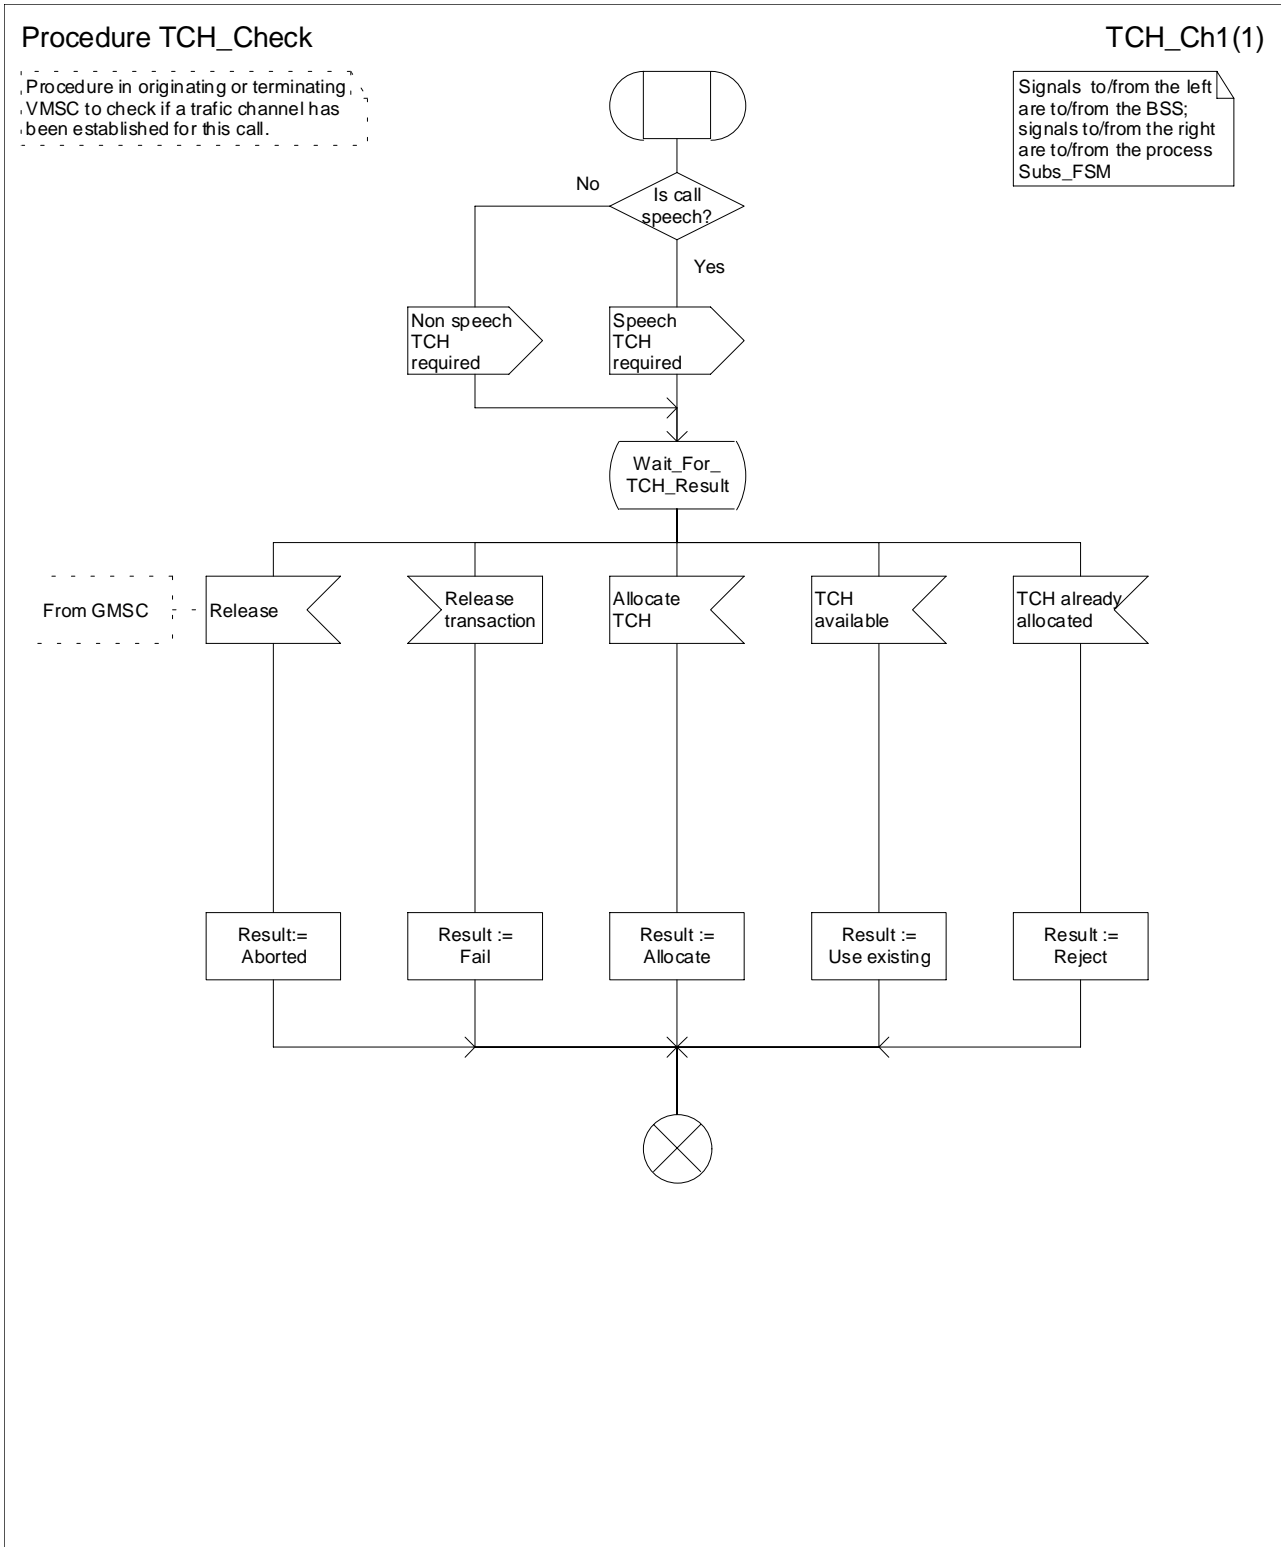 Procedure TCH_Check
TCH_Ch1(1)
Procedure in originating or terminating
VMSC to check if a trafic channel has
been established for this call.
Signals to/from the left
are to/from the BSS;
signals to/from the right
are to/from the process
Subs_FSM
No
Is call
speech?
Yes
Non speech
TCH
required
Speech
TCH
required
Wait_For_
TCH_Result
From GMSC
Release
Release
transaction
Allocate
TCH
TCH
available
TCH already
allocated
Result:=
Aborted
Result :=
Fail
Result :=
Allocate
Result :=
Use existing
Result :=
Reject